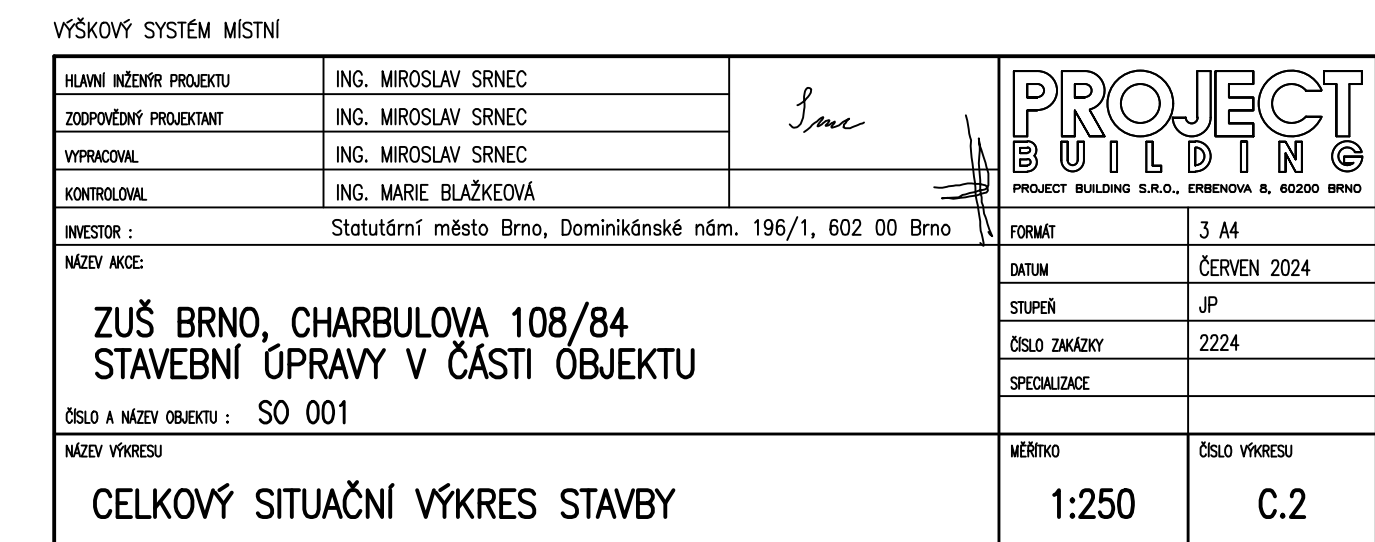 VÝŠKOVÝ SYSTÉM MÍSTNÍ
HLAVNÍ INŽENÝR PROJEKTU ING. MIROSLAV SRNEC
ZODPOVĚDNÝ PROJEKTANT ING. MIROSLAV SRNEC
VYPRACOVAL ING. MIROSLAV SRNEC
KONTROLOVAL ING. MARIE BLAŽKEOVÁ
PROJECT
BUILDING
PROJECT BUILDING S.R.O., ERBENOVA 8, 60200 BRNO
INVESTOR : Statutární město Brno, Dominikánské nám. 196/1, 602 00 Brno
FORMÁT 3 A4
DATUM ČERVEN 2024
STUPEŇ JP
ČÍSLO ZAKÁZKY 2224
SPECIALIZACE
NÁZEV AKCE:
ZUŠ BRNO, CHARBULOVA 108/84
STAVEBNÍ ÚPRAVY V ČÁSTI OBJEKTU
ČÍSLO A NÁZEV OBJEKTU : SO 001
NÁZEV VÝKRESU
CELKOVÝ SITUAČNÍ VÝKRES STAVBY
MĚŘÍTKO
1:250
ČÍSLO VÝKRESU
C.2